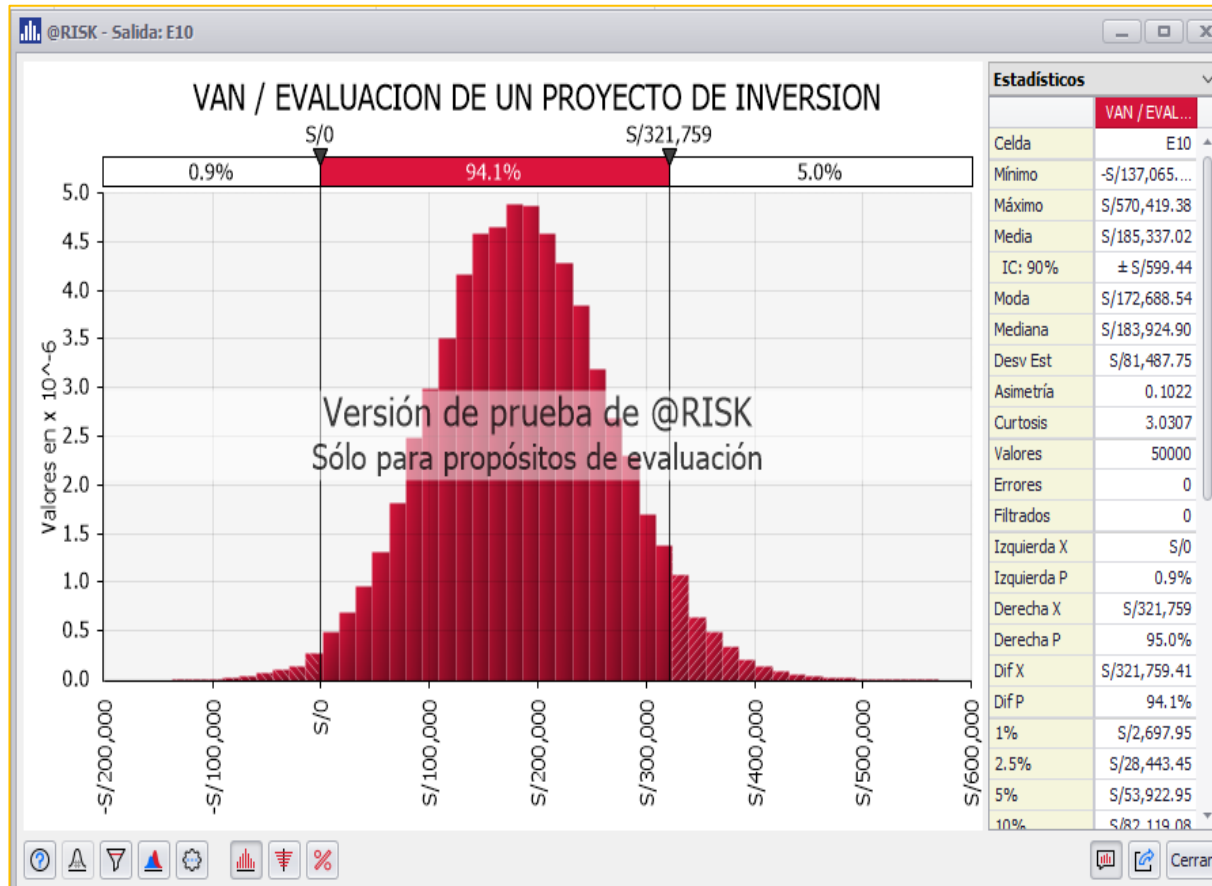 @RISK - Salida: E10
VAN / EVALUACION DE UN PROYECTO DE INVERSION
S/0 S/321,759
0.9% 94.1% 5.0%
Valores en x 10^-6
5.0
4.5
4.0
3.5
3.0
2.5
2.0
1.5
1.0
0.5
0.0
Versión de prueba de @RISK
Sólo para propósitos de evaluación
-S/200,000
-S/100,000
S/0
S/100,000
S/200,000
S/300,000
S/400,000
S/500,000
S/600,000
Estadísticos
VAN / EVAL...
Celda E10
Mínimo -S/137,065....
Máximo S/570,419.38
Media S/185,337.02
IC: 90% ± S/599.44
Moda S/172,688.54
Mediana S/183,924.90
Desv Est S/81,487.75
Asimetría 0.1022
Curtosis 3.0307
Valores 50000
Errores 0
Filtrados 0
Izquierda X S/0
Izquierda P 0.9%
Derecha X S/321,759
Derecha P 95.0%
Dif X S/321,759.41
Dif P 94.1%
1% S/2,697.95
2.5% S/28,443.45
5% S/53,922.95
10% S/82,119.08
Cerrar